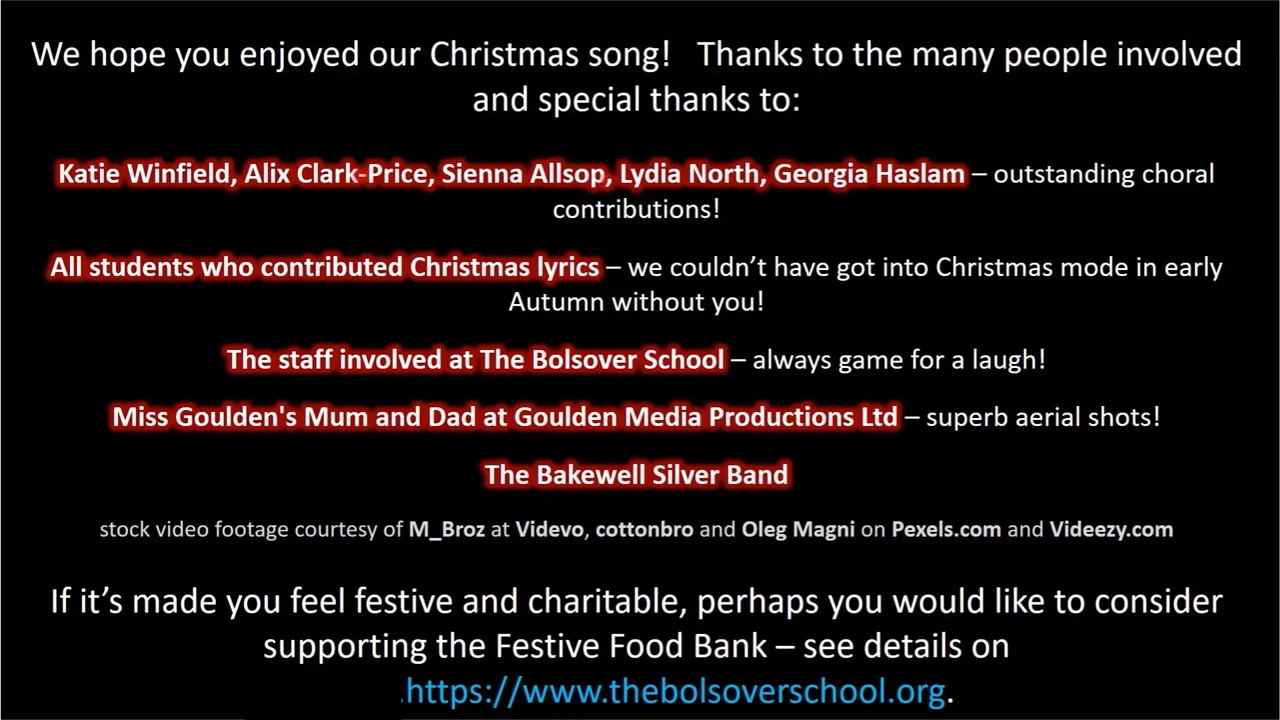 We hope you enjoyed our Christmas song!   Thanks to the many people involved
and special thanks to:
Katie Winfield, Alix Clark-Price, Sienna Allsop, Lydia North, Georgia Haslam – outstanding choral
contributions!
All students who contributed Christmas lyrics – we couldn’t have got into Christmas mode in early
Autumn without you!
The staff involved at The Bolsover School – always game for a laugh!
Miss Goulden's Mum and Dad at Goulden Media Productions Ltd – superb aerial shots!
The Bakewell Silver Band
stock video footage courtesy of M_Broz at Videvo, cottonbro and Oleg Magni on Pexels.com and Videezy.com
If it’s made you feel festive and charitable, perhaps you would like to consider
supporting the Festive Food Bank – see details on
.https://www.thebolsoverschool.org.